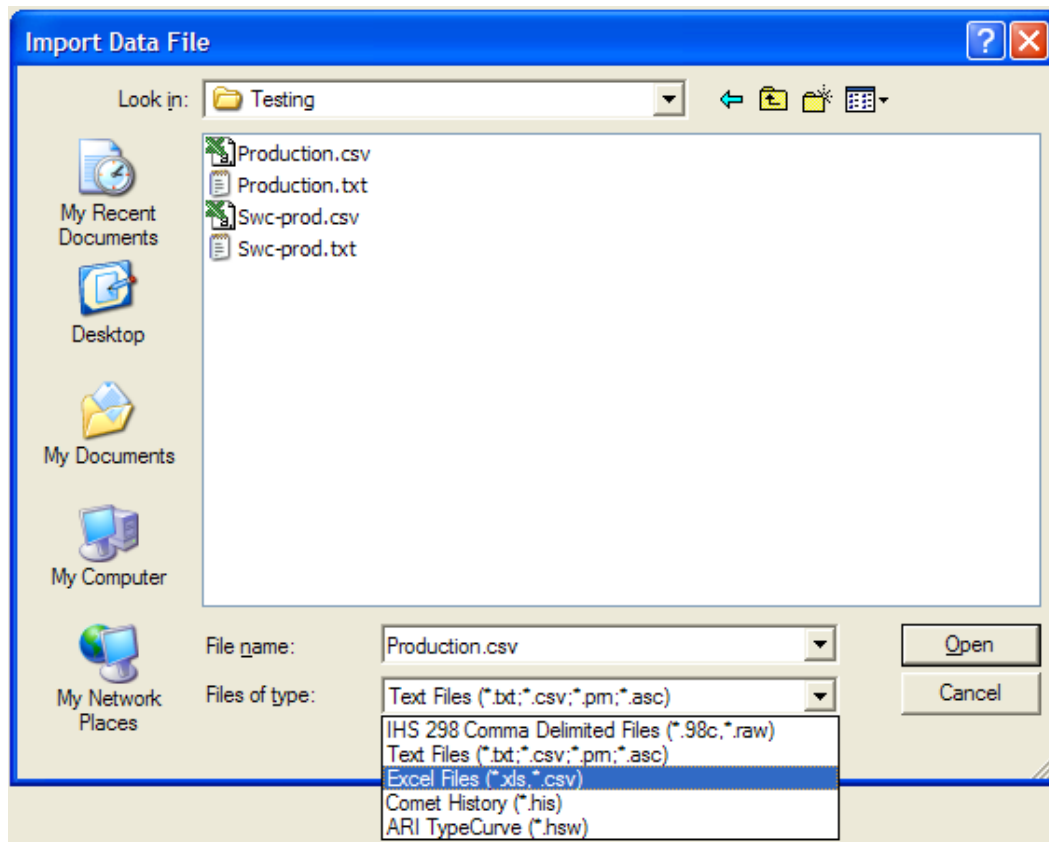 Import Data File
Look in:
Testing
Production.csv
Production.txt
Swc-prod.csv
Swc-prod.txt
My Recent
Documents
Desktop
My Documents
My Computer
My Network
Places
File name:
Production.csv
Open
Files of type:
Text Files (*.txt;*.csv;*.prn;*.asc)
Cancel
IHS 298 Comma Delimited Files (*.98c,*.raw)
Text Files (*.txt;*.csv;*.prn;*.asc)
Excel Files (*.xls,*.csv)
Comet History (*.his)
ARI TypeCurve (*.hsw)